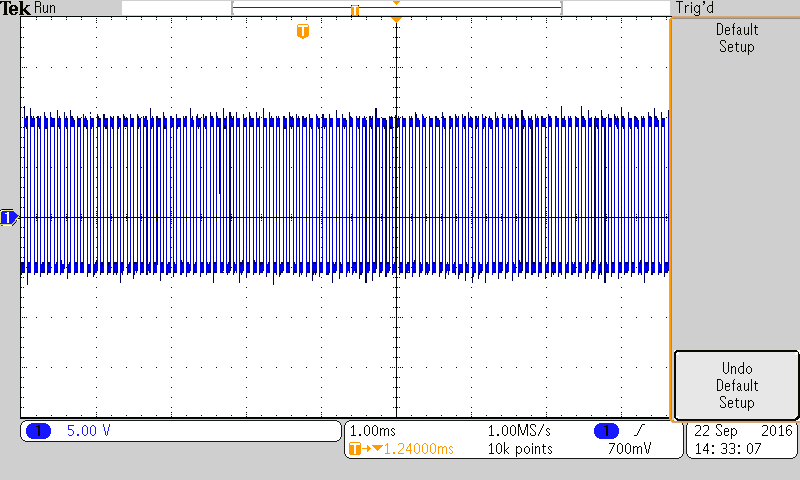 Tek Run
Trig'd
T
T
Default
Setup
T
Undo
Default
Setup
1 5.00 V
1.00ms
1.00MS/s
1
T→▼1.24000ms
10k points
700mV
22 Sep 2016
14: 33: 07